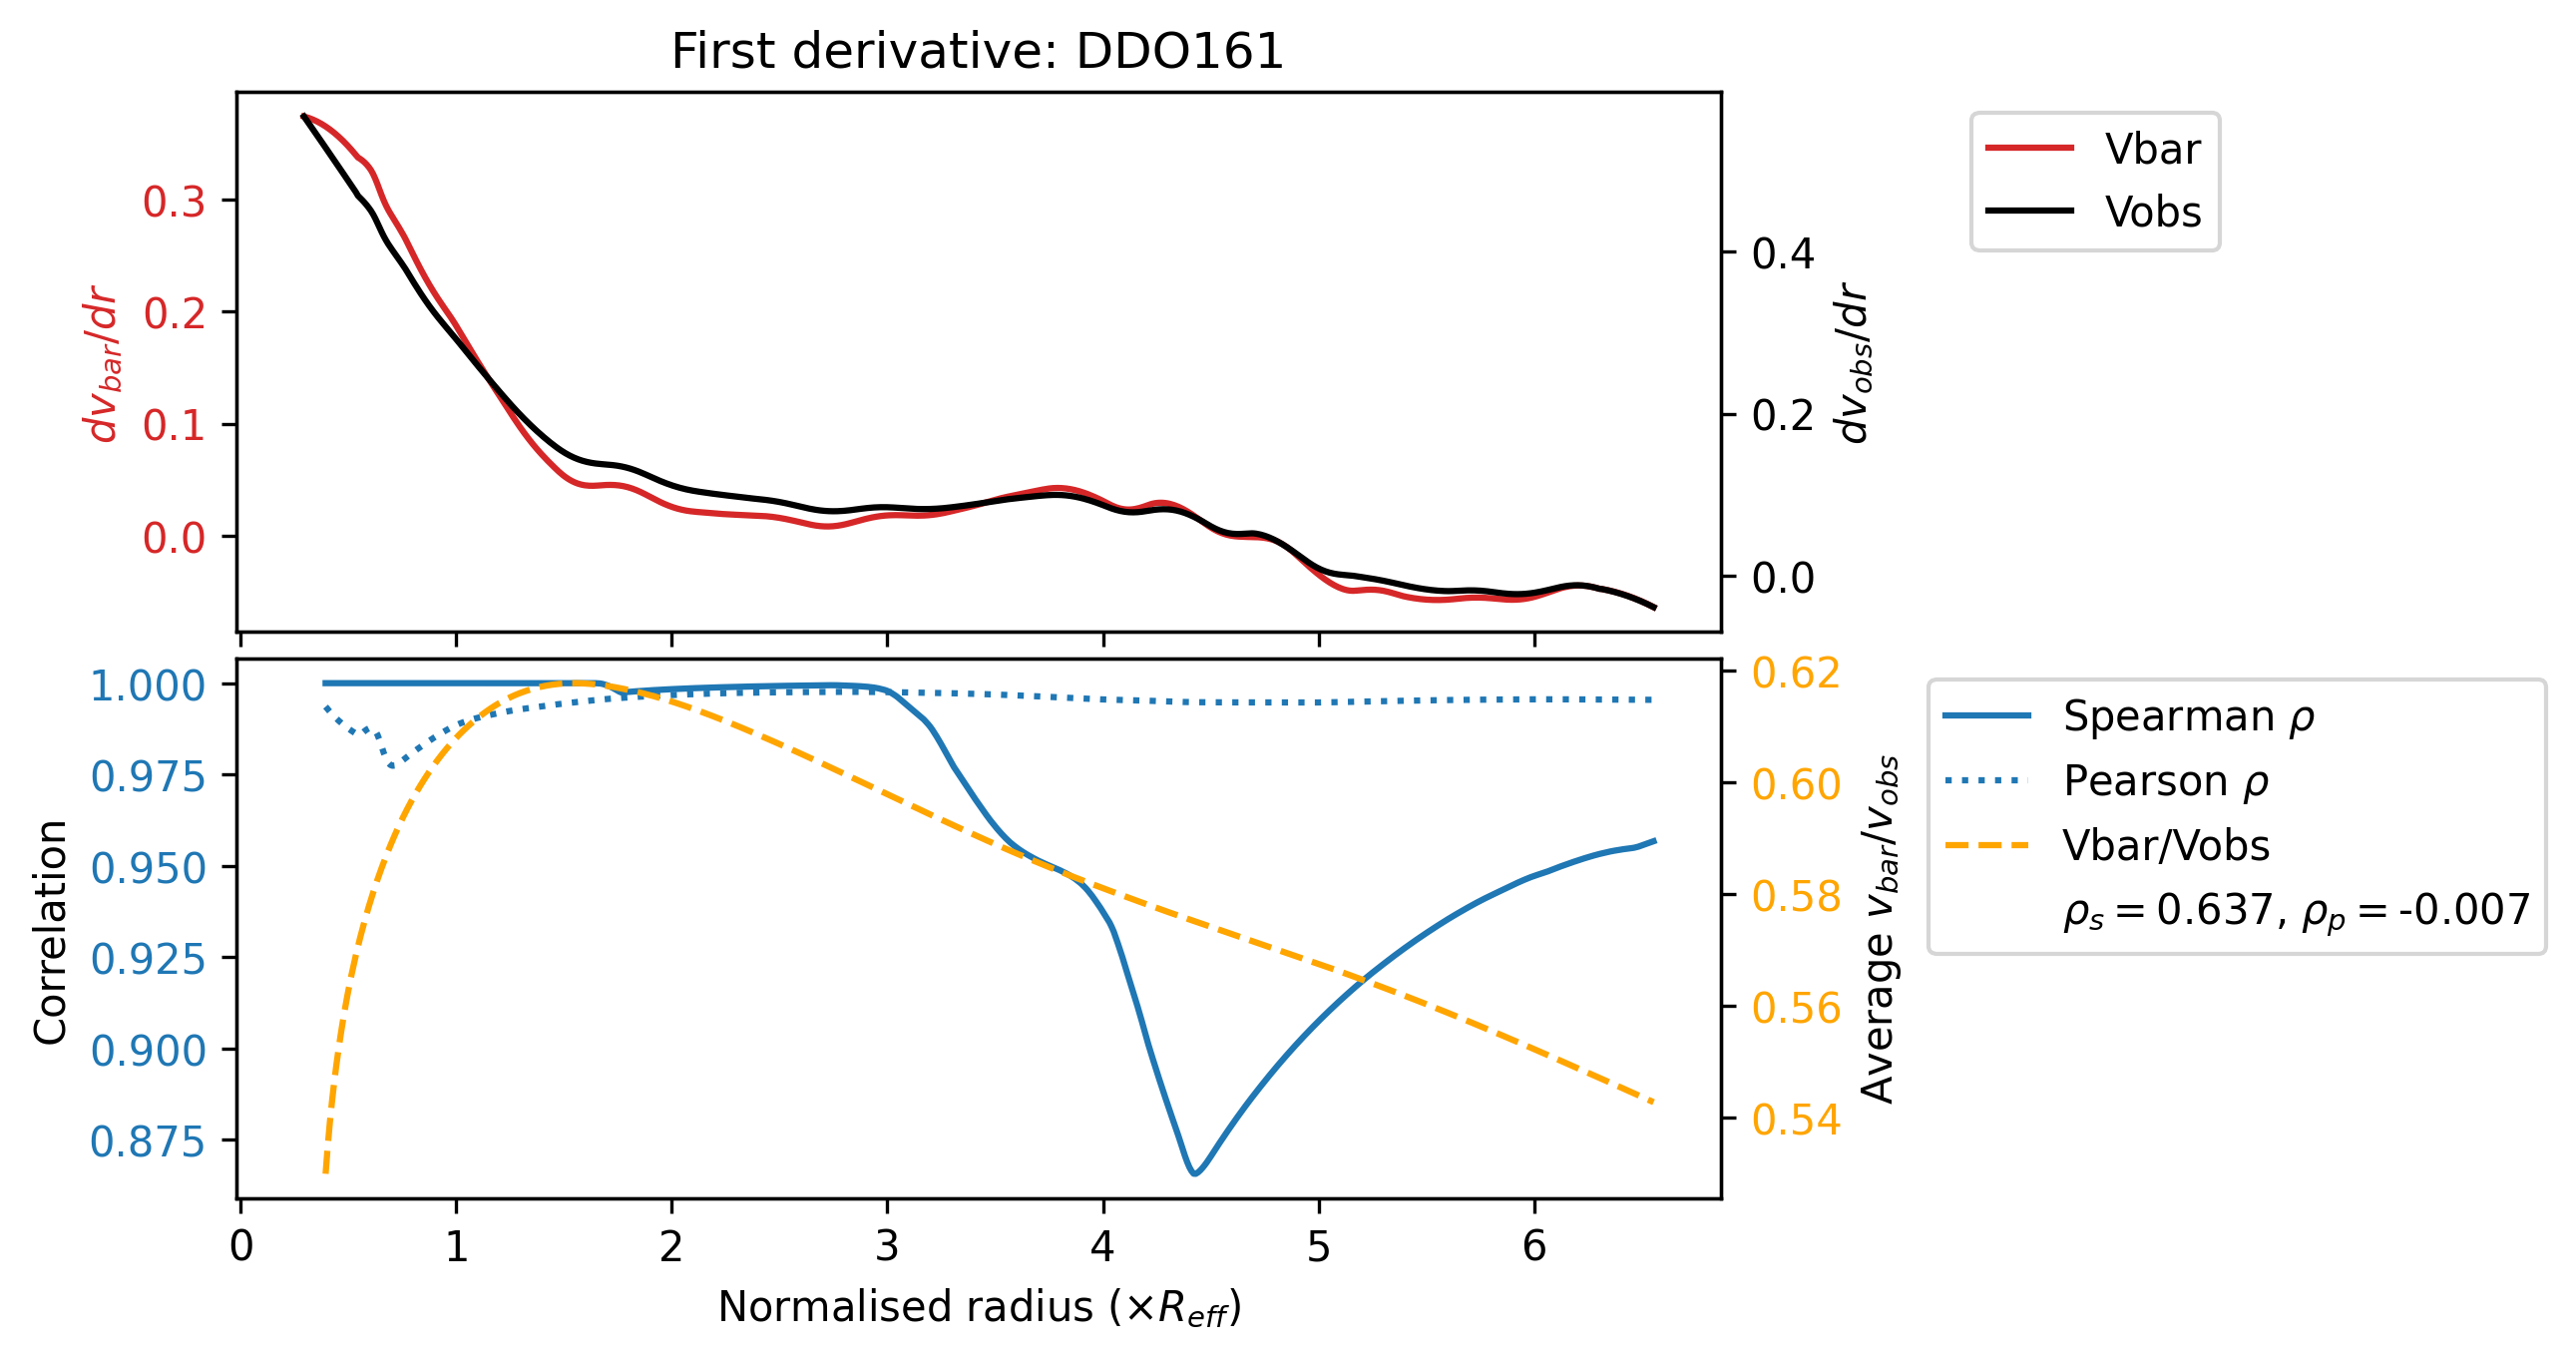 First derivative: DDO161
0.3
0.2
0.1
0.0
dv_bar/dr
0.4
0.2
0.0
dv_obs/dr
Vbar
Vobs
1.000
0.975
0.950
0.925
0.900
0.875
Correlation
0.62
0.60
0.58
0.56
0.54
Average v_bar/v_obs
Spearman ρ
Pearson ρ
Vbar/Vobs
ρ_s = 0.637, ρ_p = -0.007
0 1 2 3 4 5 6
Normalised radius (×R_eff)